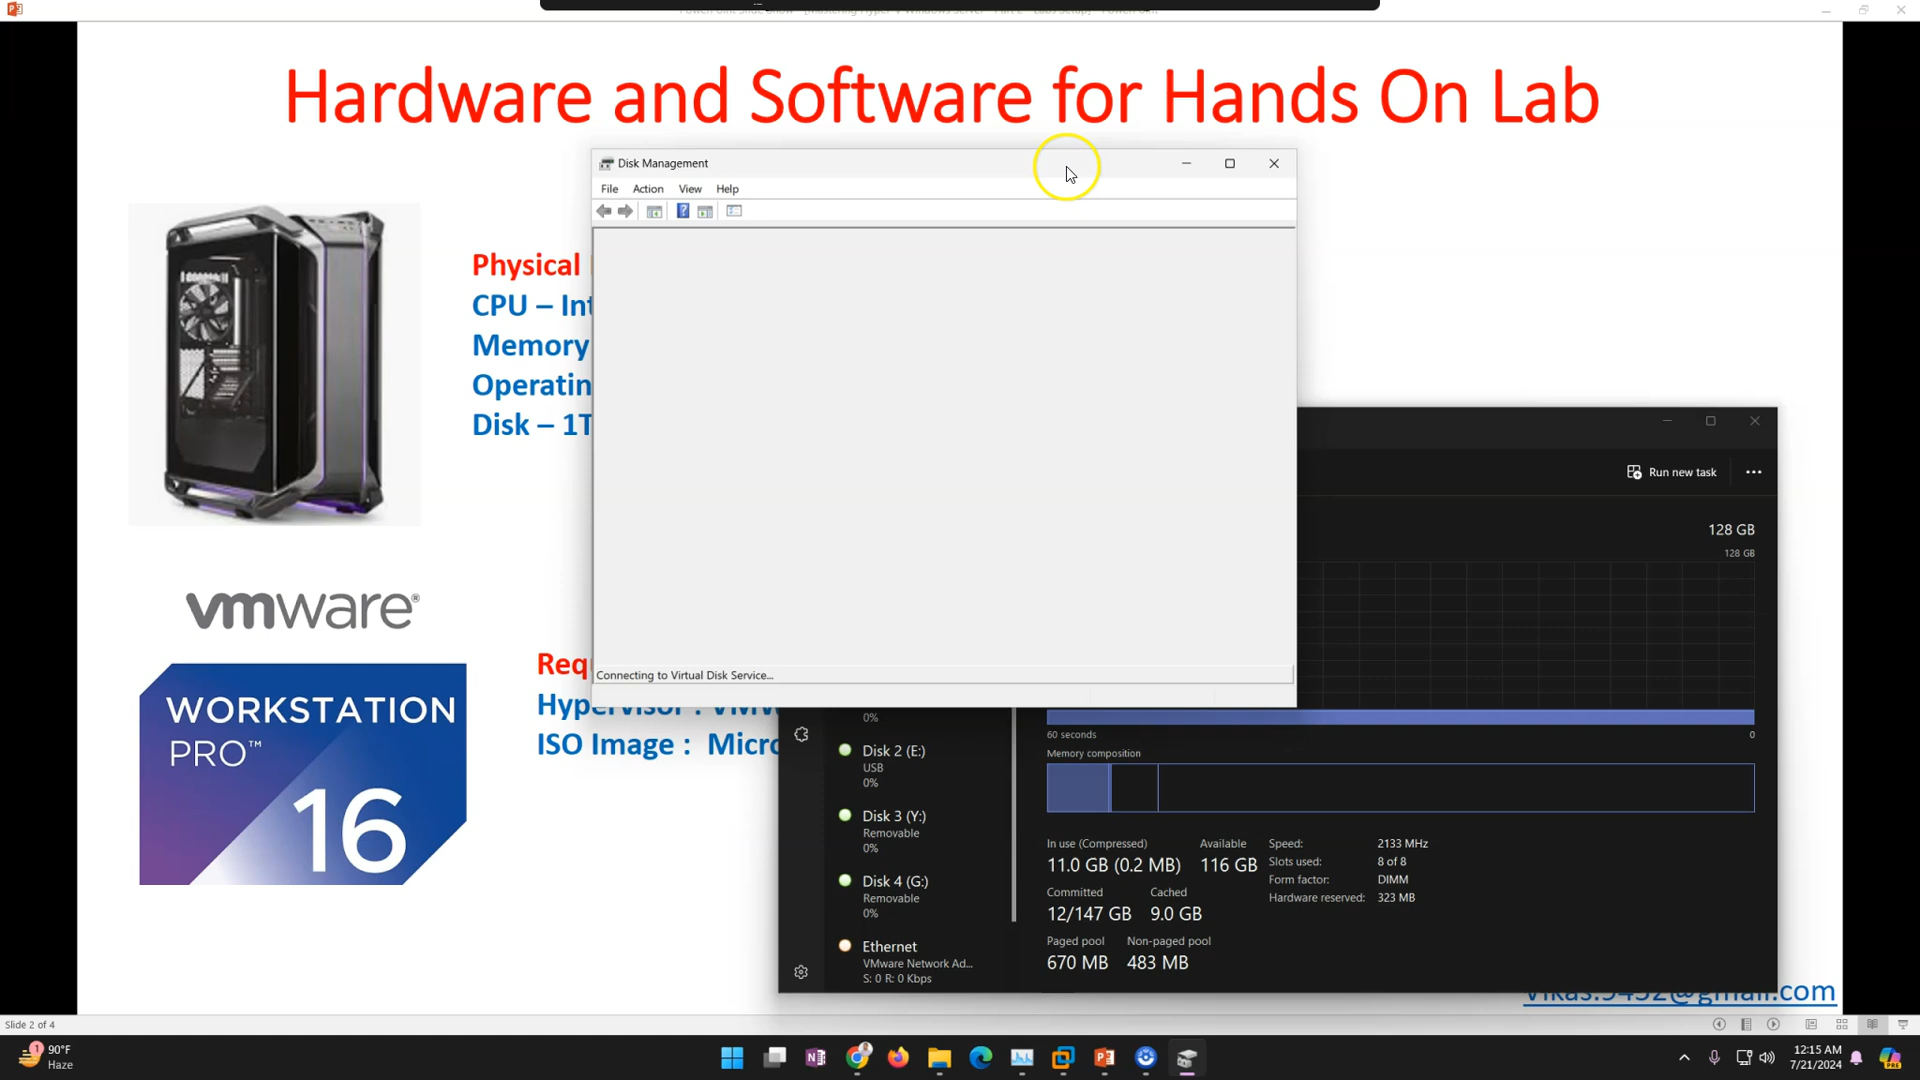 Hardware and Software for Hands On Lab
Disk Management
File Action View Help
Physical
CPU – Int
Memory
Operatin
Disk – 1T
Connecting to Virtual Disk Service...
vmware®
WORKSTATION
PRO™
16
Req
Hypervisor : VMw
ISO Image : Micro
Run new task
128 GB
128 GB
60 seconds 0
Memory composition
0%
Disk 2 (E:)
USB
0%
Disk 3 (Y:)
Removable
0%
Disk 4 (G:)
Removable
0%
Ethernet
VMware Network Ad...
S: 0 R: 0 Kbps
In use (Compressed) Available
11.0 GB (0.2 MB) 116 GB
Committed Cached
12/147 GB 9.0 GB
Paged pool Non-paged pool
670 MB 483 MB
Speed: 2133 MHz
Slots used: 8 of 8
Form factor: DIMM
Hardware reserved: 323 MB
Slide 2 of 4
1
90°F
Haze
12:15 AM
7/21/2024